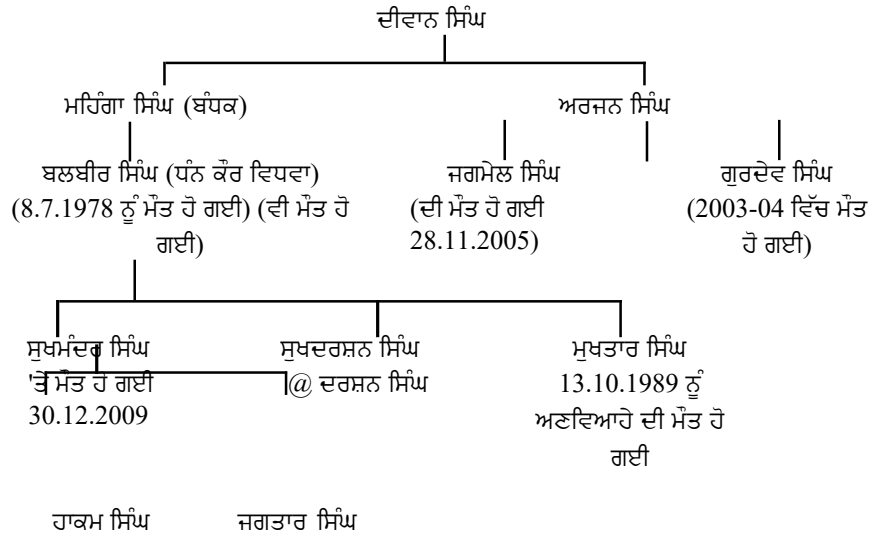 ਦੀਵਾਨ ਸਿੰਘ
ਮਹਿੰਗਾ ਸਿੰਘ (ਬੰਧਕ)
ਅਰਜਨ ਸਿੰਘ
ਬਲਬੀਰ ਸਿੰਘ (ਧੰਨ ਕੌਰ ਵਿਧਵਾ)
(8.7.1978 ਨੂੰ ਮੌਤ ਹੋ ਗਈ) (ਵੀ ਮੌਤ ਹੋ
ਗਈ)
ਜਗਮੇਲ ਸਿੰਘ
(ਦੀ ਮੌਤ ਹੋ ਗਈ
28.11.2005)
ਗੁਰਦੇਵ ਸਿੰਘ
(2003-04 ਵਿੱਚ ਮੌਤ
ਹੋ ਗਈ)
ਸੁਖਮੰਦਰ ਸਿੰਘ
'ਤੇ ਮੌਤ ਹੋ ਗਈ
30.12.2009
ਸੁਖਦਰਸ਼ਨ ਸਿੰਘ
@ ਦਰਸ਼ਨ ਸਿੰਘ
ਮੁਖਤਾਰ ਸਿੰਘ
13.10.1989 ਨੂੰ
ਅਣਵਿਆਹੇ ਦੀ ਮੌਤ ਹੋ
ਗਈ
ਹਾਕਮ ਸਿੰਘ
ਜਗਤਾਰ ਸਿੰਘ